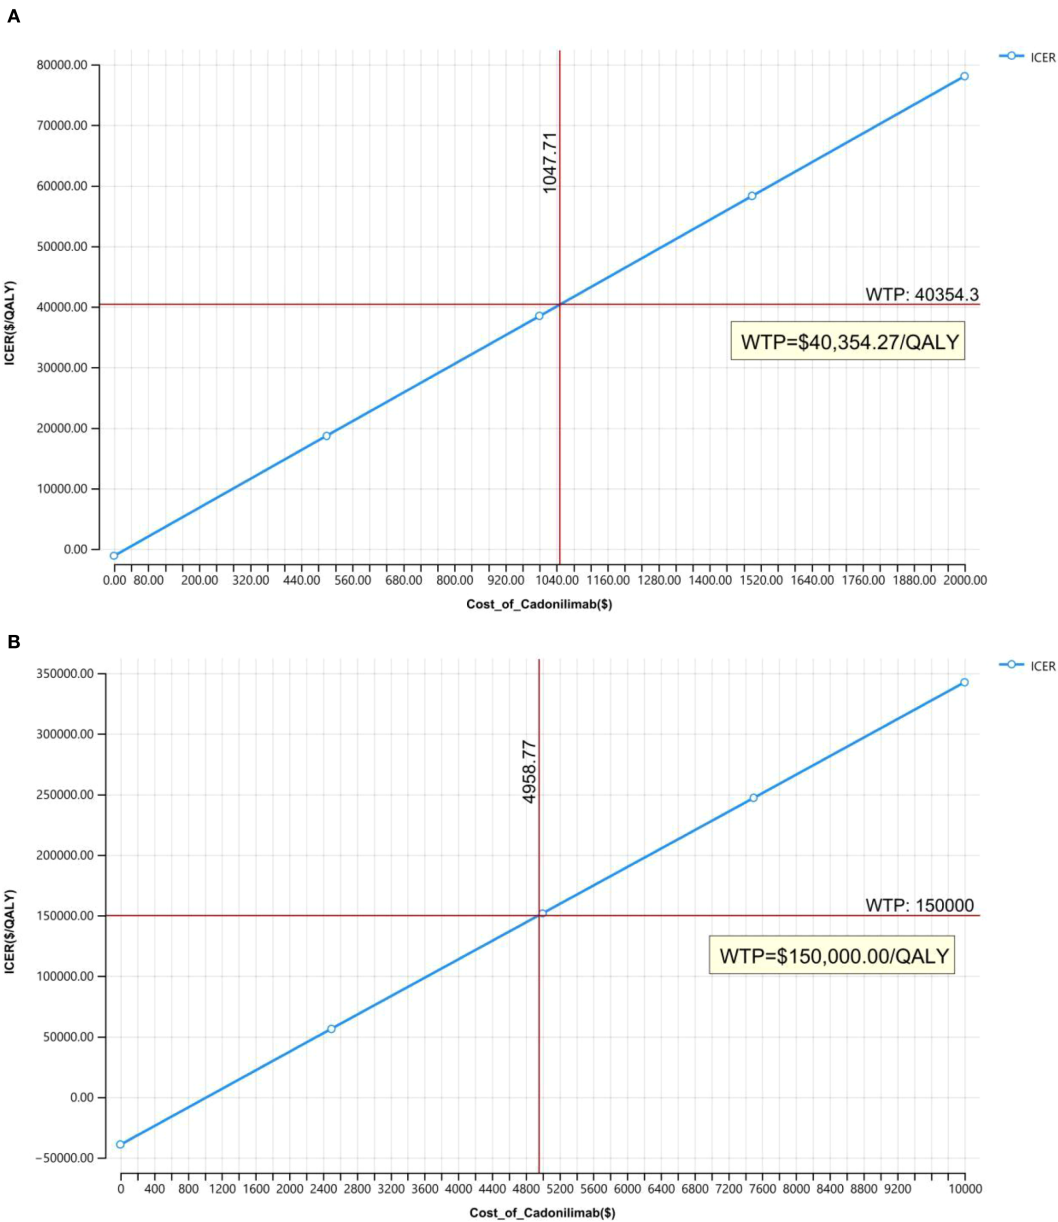 A
ICER
80000.00
70000.00
60000.00
50000.00
40000.00
30000.00
20000.00
10000.00
0.00
ICER($/QALY)
1047.71
WTP: 40354.3
WTP=$40,354.27/QALY
0.00 80.00 200.00 320.00 440.00 560.00 680.00 800.00 920.00 1040.00 1160.00 1280.00 1400.00 1520.00 1640.00 1760.00 1880.00 2000.00
Cost_of_Cadonilimab($)
B
ICER
350000.00
300000.00
250000.00
200000.00
150000.00
100000.00
50000.00
0.00
−50000.00
ICER($/QALY)
4958.77
WTP: 150000
WTP=$150,000.00/QALY
0 400 800 1200 1600 2000 2400 2800 3200 3600 4000 4400 4800 5200 5600 6000 6400 6800 7200 7600 8000 8400 8800 9200 10000
Cost_of_Cadonilimab($)